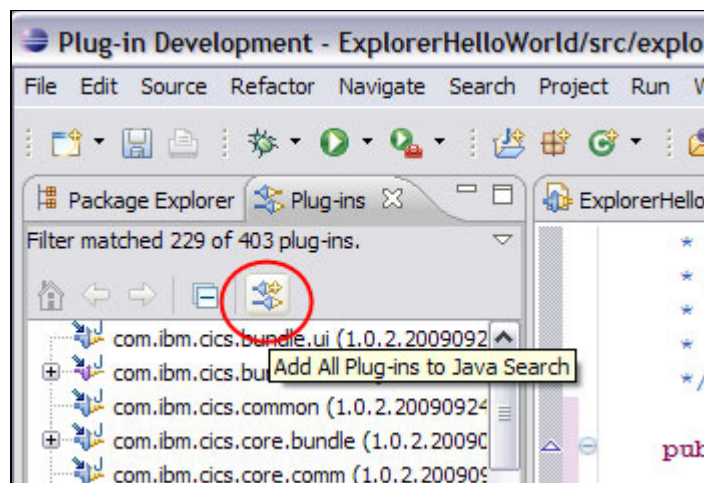 Plug-in Development - ExplorerHelloWorld/src/explo
File Edit Source Refactor Navigate Search Project Run
Package Explorer Plug-ins ExplorerHello
Filter matched 229 of 403 plug-ins.
*
*
*
*
*/
com.ibm.cics.bundle.ui (1.0.2.2009092
Add All Plug-ins to Java Search
com.ibm.cics.bu
com.ibm.cics.common (1.0.2.20090924
com.ibm.cics.core.bundle (1.0.2.20090
pub
com.ibm.cics.core.comm (1.0.2.200909